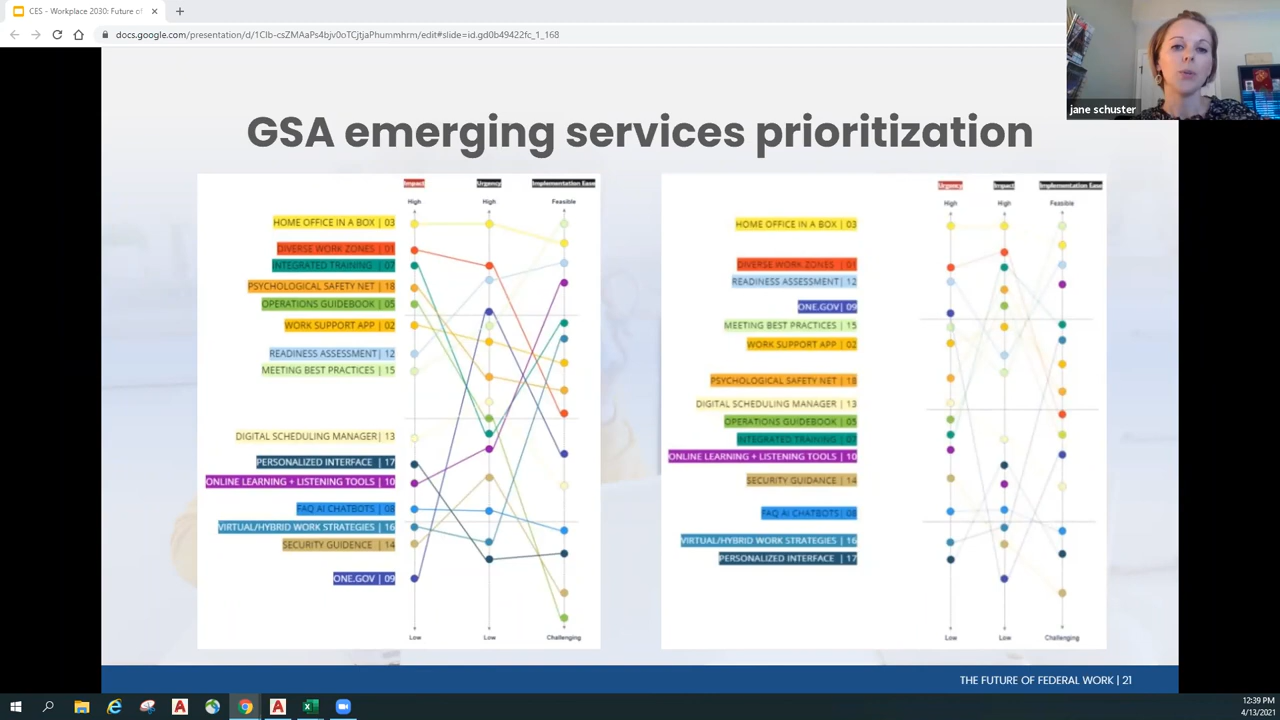 CES - Workplace 2030: Future of
docs.google.com/presentation/d/1CIb-csZMAaPs4bjv0oTCjtjaPhunmhrm/edit#slide=id.gd0b49422fc_1_168
jane schuster
GSA emerging services prioritization
Impact Urgency Implementation Ease
High High Feasible
HOME OFFICE IN A BOX | 03
DIVERSE WORK ZONES | 01
INTEGRATED TRAINING | 07
PSYCHOLOGICAL SAFETY NET | 18
OPERATIONS GUIDEBOOK | 05
WORK SUPPORT APP | 02
READINESS ASSESSMENT| 12
MEETING BEST PRACTICES | 15
DIGITAL SCHEDULING MANAGER| 13
PERSONALIZED INTERFACE | 17
ONLINE LEARNING + LISTENING TOOLS | 10
FAQ AI CHATBOTS | 08
VIRTUAL/HYBRID WORK STRATEGIES | 16
SECURITY GUIDENCE | 14
ONE.GOV | 09
Low Low Challenging
Urgency Impact Implementation Ease
High High Feasible
HOME OFFICE IN A BOX | 03
DIVERSE WORK ZONES | 01
READINESS ASSESSMENT| 12
ONE.GOV| 09
MEETING BEST PRACTICES | 15
WORK SUPPORT APP | 02
PSYCHOLOGICAL SAFETY NET | 18
DIGITAL SCHEDULING MANAGER | 13
OPERATIONS GUIDEBOOK | 05
INTEGRATED TRAINING | 07
ONLINE LEARNING + LISTENING TOOLS | 10
SECURITY GUIDANCE | 14
FAQ AI CHATBOTS| 08
VIRTUAL/HYBRID WORK STRATEGIES | 16
PERSONALIZED INTERFACE | 17
Low Low Challenging
THE FUTURE OF FEDERAL WORK | 21
12:39 PM
4/13/2021